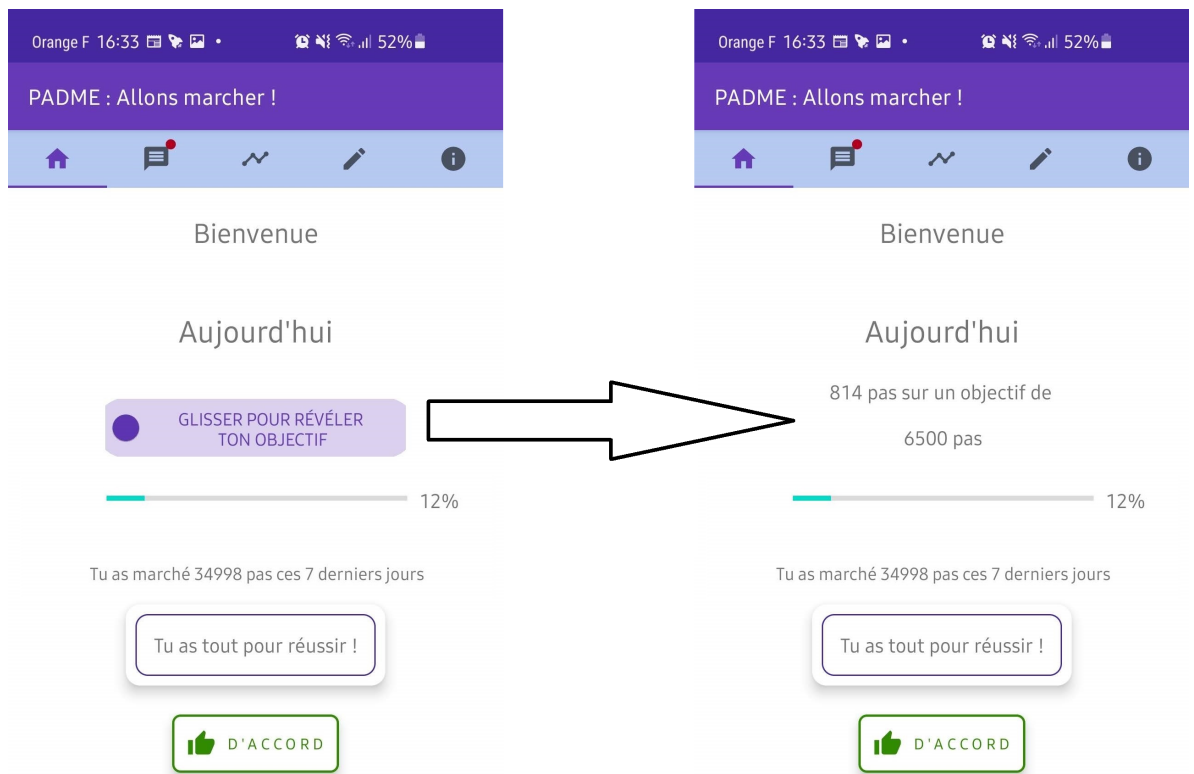 Orange F 16:33 52%
PADME : Allons marcher !
Bienvenue
Aujourd'hui
GLISSER POUR RÉVÉLER
TON OBJECTIF
12%
Tu as marché 34998 pas ces 7 derniers jours
Tu as tout pour réussir !
D'ACCORD
Orange F 16:33 52%
PADME : Allons marcher !
Bienvenue
Aujourd'hui
814 pas sur un objectif de
6500 pas
12%
Tu as marché 34998 pas ces 7 derniers jours
Tu as tout pour réussir !
D'ACCORD